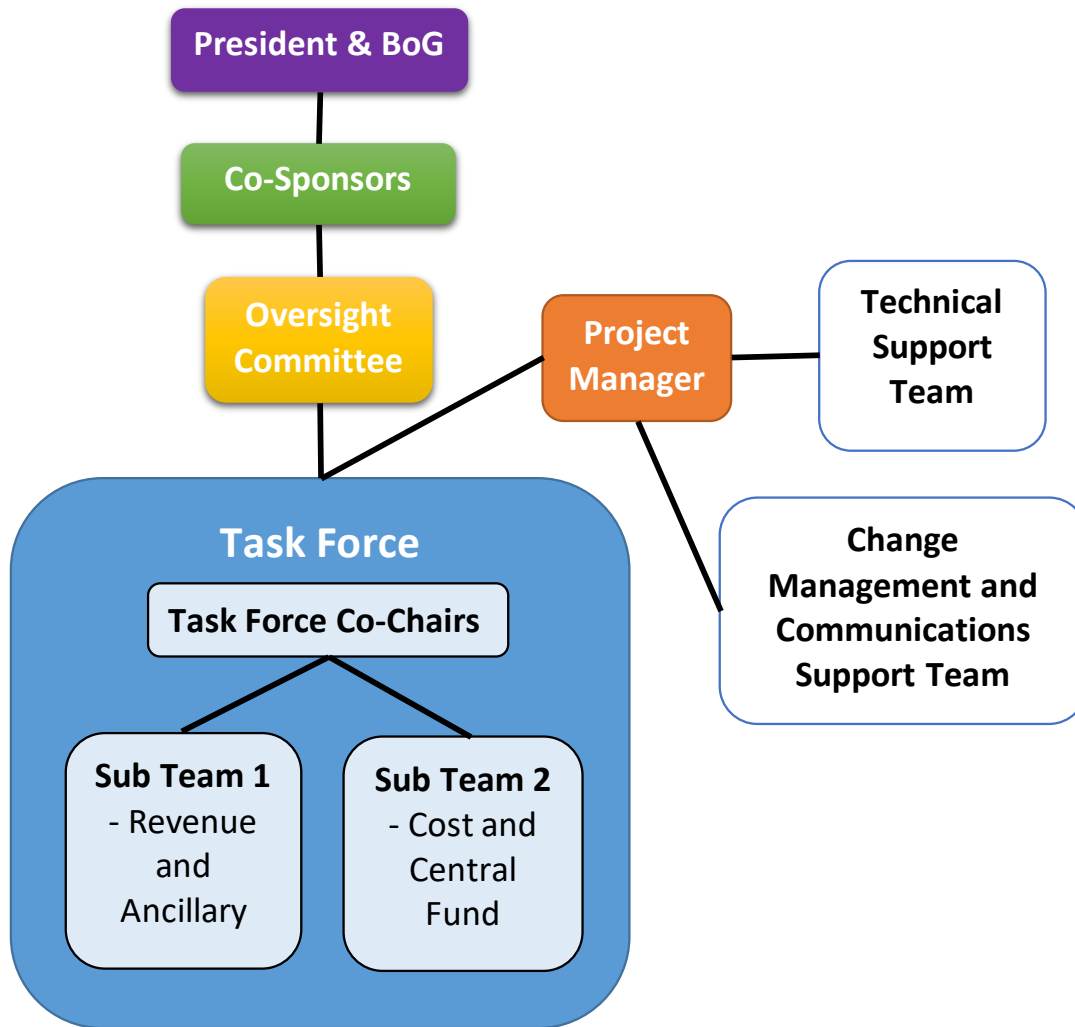 President & BoG
Co-Sponsors
Oversight
Committee
Project
Manager
Technical
Support
Team
Change
Management and
Communications
Support Team
Task Force
Task Force Co-Chairs
Sub Team 1
- Revenue
and
Ancillary
Sub Team 2
- Cost and
Central
Fund